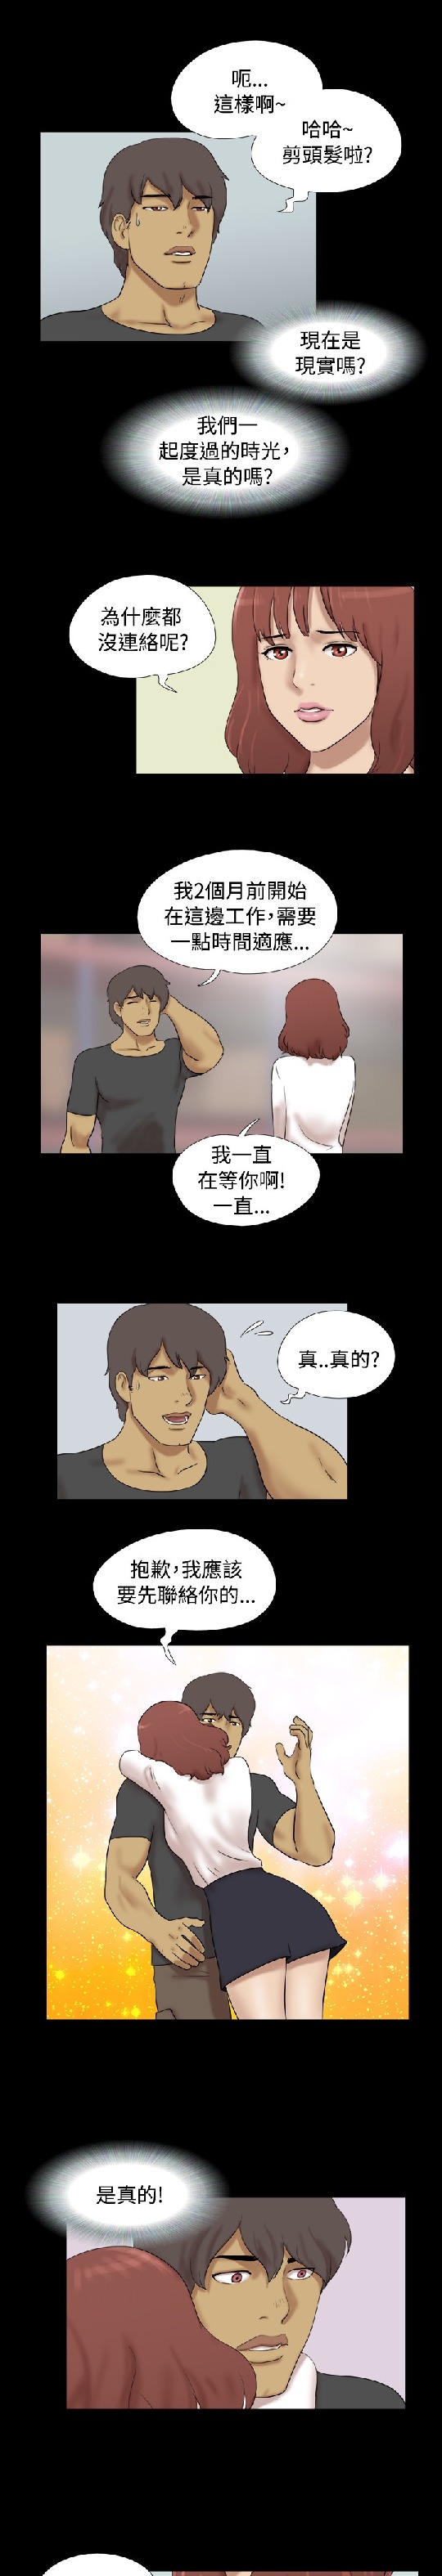 呃...
這樣啊~
哈哈~
剪頭髮啦?
現在是
現實嗎?
我們一
起度過的時光,
是真的嗎?
為什麼都
沒連絡呢?
我2個月前開始
在這邊工作,需要
一點時間適應...
我一直
在等你啊!
一直...
真..真的?
抱歉,我應該
要先聯絡你的...
是真的!